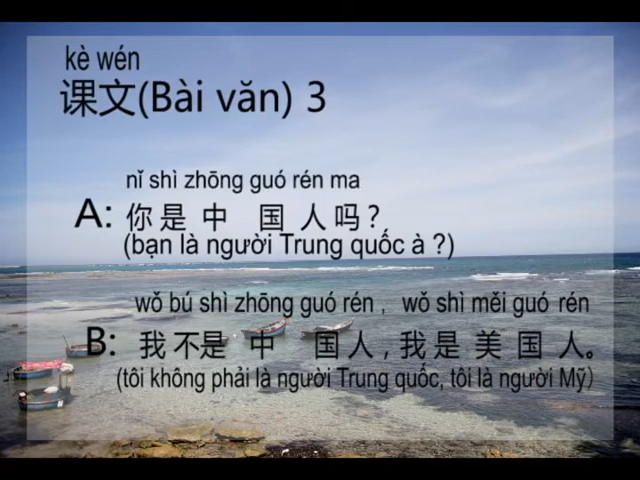 kè wén
课文(Bài văn) 3
nǐ shì zhōng guó rén ma
A: 你是中国人吗?
(bạn là người Trung quốc à ?)
wǒ bú shì zhōng guó rén , wǒ shì měi guó rén
B: 我不是中国人,我是美国人。
(tôi không phải là người Trung quốc, tôi là người Mỹ)